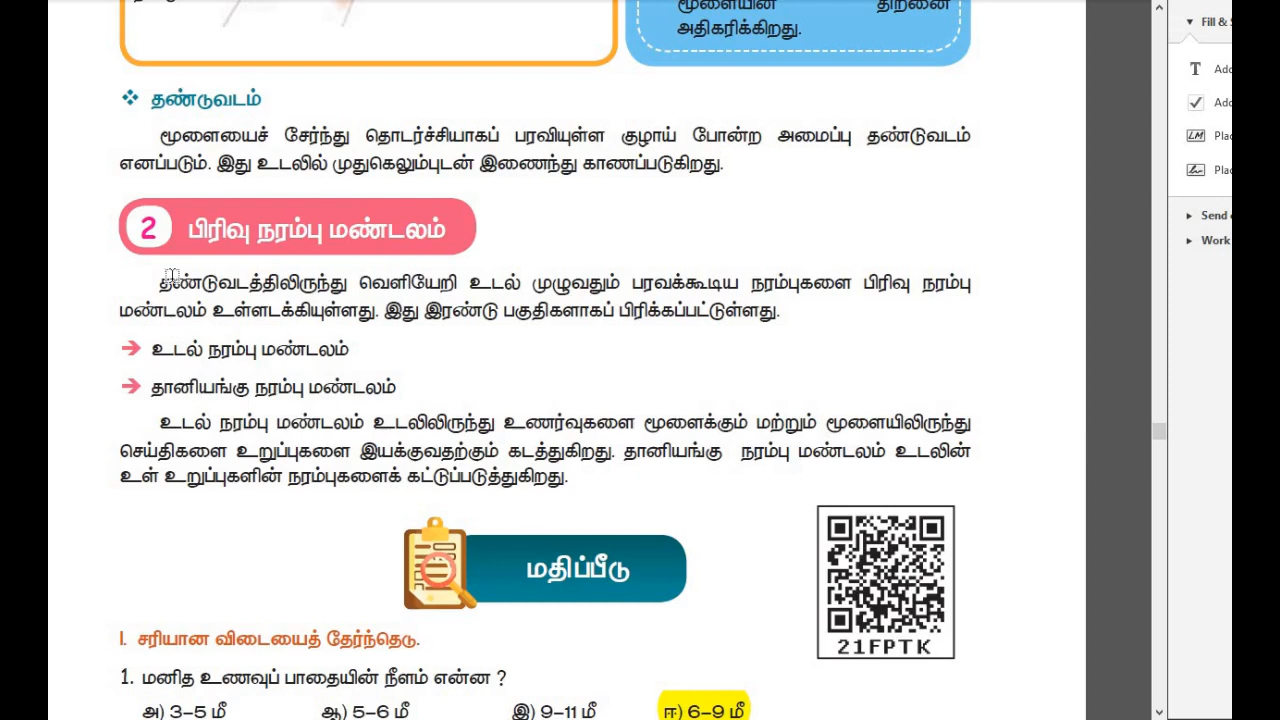 மூளையின் திறனை
அதிகரிக்கிறது.
❖ தண்டுவடம்
மூளையைச் சேர்ந்து தொடர்ச்சியாகப் பரவியுள்ள குழாய் போன்ற அமைப்பு தண்டுவடம்
எனப்படும். இது உடலில் முதுகெலும்புடன் இணைந்து காணப்படுகிறது.
2 பிரிவு நரம்பு மண்டலம்
தண்டுவடத்திலிருந்து வெளியேறி உடல் முழுவதும் பரவக்கூடிய நரம்புகளை பிரிவு நரம்பு
மண்டலம் உள்ளடக்கியுள்ளது. இது இரண்டு பகுதிகளாகப் பிரிக்கப்பட்டுள்ளது.
➔ உடல் நரம்பு மண்டலம்
➔ தானியங்கு நரம்பு மண்டலம்
உடல் நரம்பு மண்டலம் உடலிலிருந்து உணர்வுகளை மூளைக்கும் மற்றும் மூளையிலிருந்து
செய்திகளை உறுப்புகளை இயக்குவதற்கும் கடத்துகிறது. தானியங்கு நரம்பு மண்டலம் உடலின்
உள் உறுப்புகளின் நரம்புகளைக் கட்டுப்படுத்துகிறது.
மதிப்பீடு
21FPTK
I. சரியான விடையைத் தேர்ந்தெடு.
1. மனித உணவுப் பாதையின் நீளம் என்ன ?
அ) 3–5 மீ ஆ) 5–6 மீ இ) 9–11 மீ ஈ) 6–9 மீ
Fill &
Send
Work